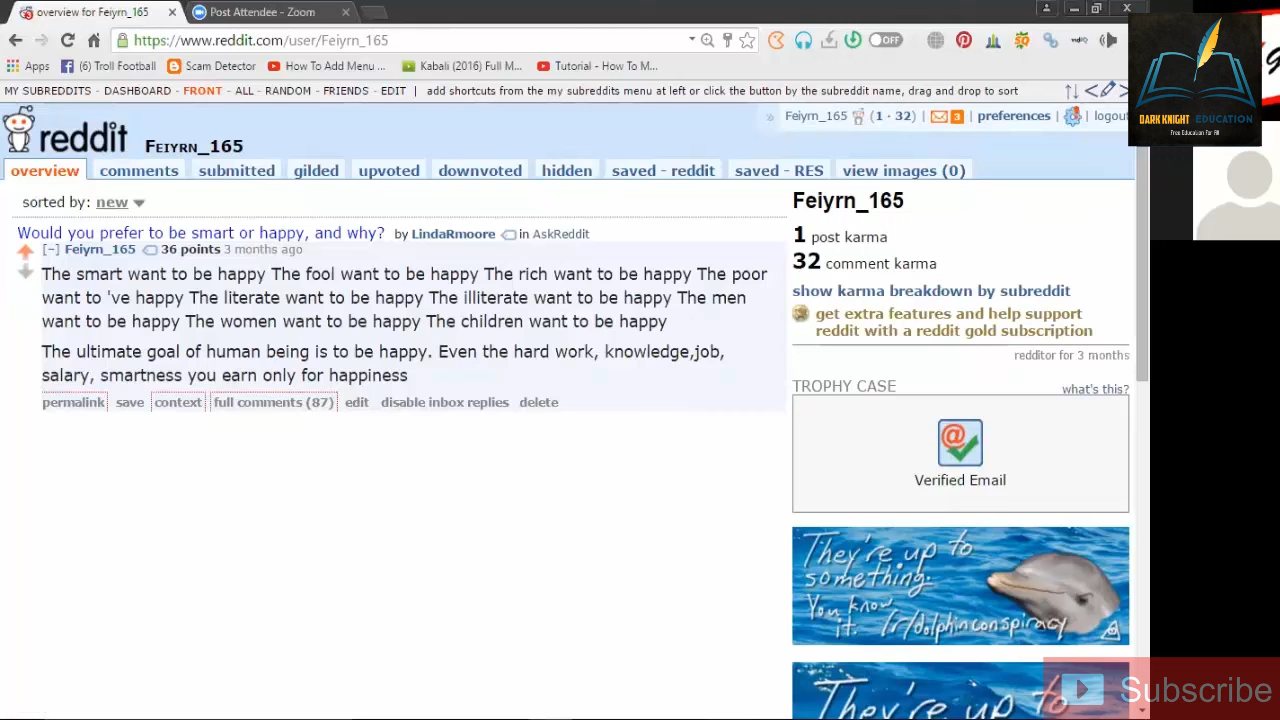 overview for Feiyrn_165
Post Attendee - Zoom
https://www.reddit.com/user/Feiyrn_165
OFF
Apps (6) Troll Football Scam Detector How To Add Menu ... Kabali (2016) Full M... Tutorial - How To M...
MY SUBREDDITS - DASHBOARD - FRONT - ALL - RANDOM - FRIENDS - EDIT | add shortcuts from the my subreddits menu at left or click the button by the subreddit name, drag and drop to sort
DARK KNIGHT EDUCATION
Free Education For All
Feiyrn_165 (1 · 32) | 3 | preferences | logout
reddit FEIYRN_165
overview comments submitted gilded upvoted downvoted hidden saved - reddit saved - RES view images (0)
sorted by: new
Would you prefer to be smart or happy, and why? by LindaRmoore in AskReddit
[-] Feiyrn_165 36 points 3 months ago
The smart want to be happy The fool want to be happy The rich want to be happy The poor
want to 've happy The literate want to be happy The illiterate want to be happy The men
want to be happy The women want to be happy The children want to be happy
The ultimate goal of human being is to be happy. Even the hard work, knowledge,job,
salary, smartness you earn only for happiness
permalink save context full comments (87) edit disable inbox replies delete
Feiyrn_165
1 post karma
32 comment karma
show karma breakdown by subreddit
get extra features and help support
reddit with a reddit gold subscription
redditor for 3 months
TROPHY CASE what's this?
Verified Email
They're up to
something.
You know
it. /r/dolphinconspiracy
They're up to
Subscribe